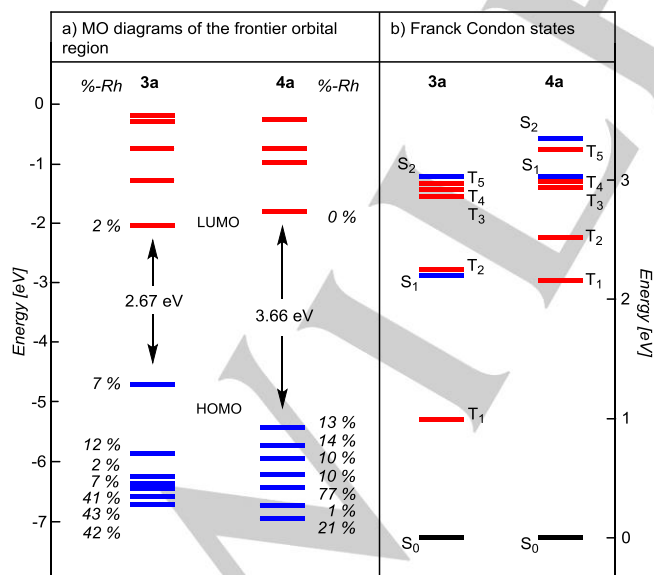 a) MO diagrams of the frontier orbital
region
b) Franck Condon states
%-Rh 3a 4a %-Rh
3a 4a
0
-1
-2
-3
-4
-5
-6
-7
Energy [eV]
2 %
LUMO
0 %
2.67 eV
3.66 eV
7 %
HOMO
12 %
2 %
7 %
41 %
43 %
42 %
13 %
14 %
10 %
10 %
77 %
1 %
21 %
S2
T5
T4
T3
T2
S1
T1
S0
S2
T5
S1
T4
T3
T2
T1
S0
3
2
1
0
Energy [eV]